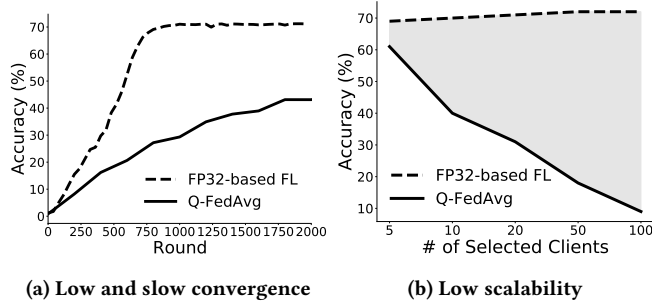 Accuracy (%)
70
60
50
40
30
20
10
0
FP32-based FL
Q-FedAvg
0 250 500 750 1000 1250 1500 1750 2000
Round
(a) Low and slow convergence
Accuracy (%)
70
60
50
40
30
20
10
FP32-based FL
Q-FedAvg
5 10 20 50 100
# of Selected Clients
(b) Low scalability